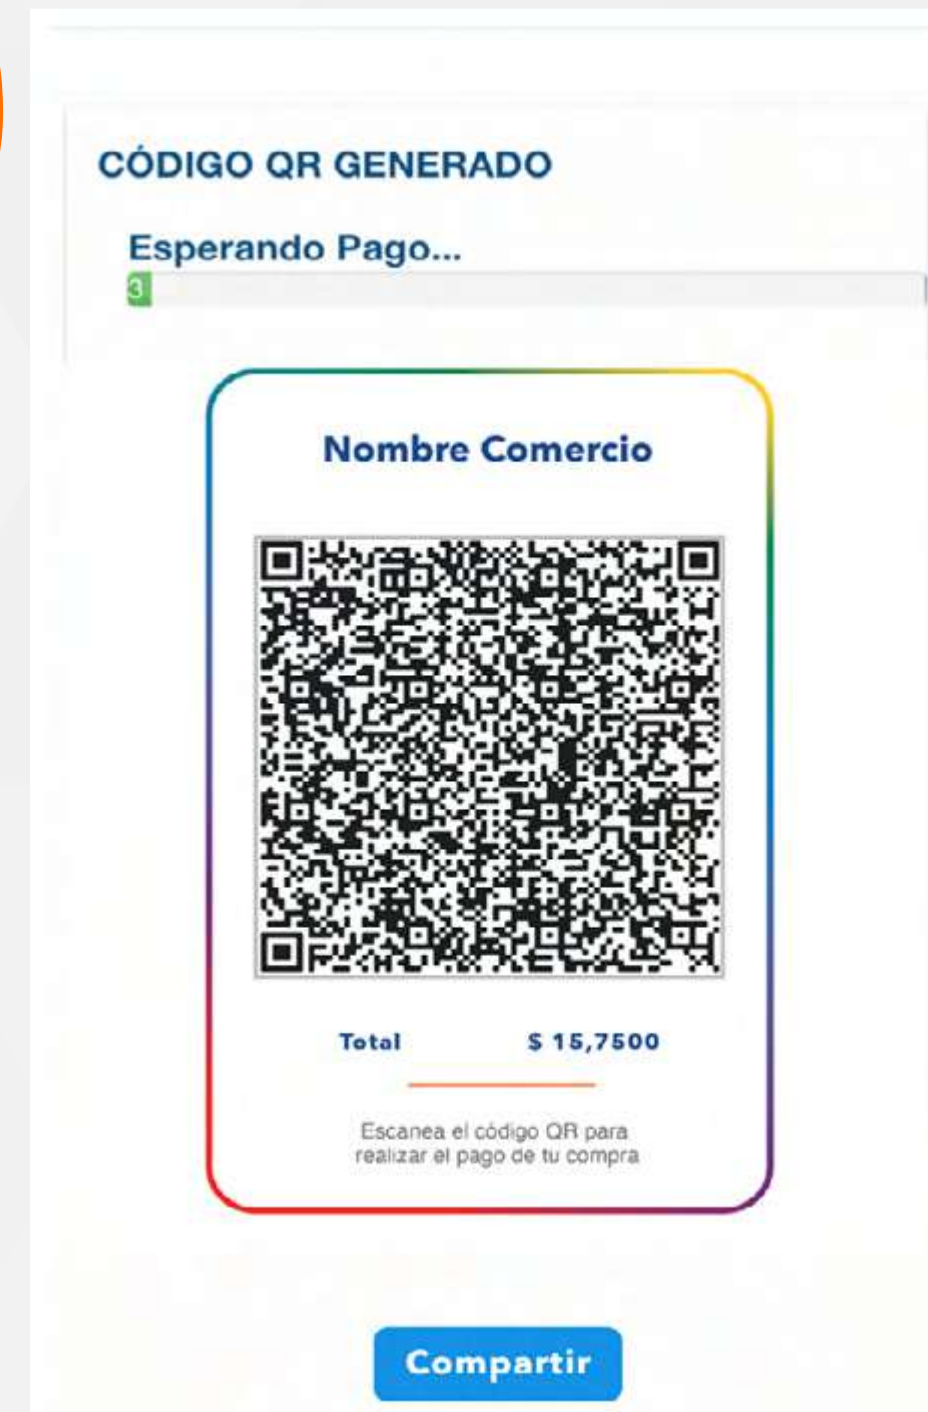 CÓDIGO QR GENERADO
Esperando Pago...
3
Nombre Comercio
Total $ 15,7500
Escanea el código QR para
realizar el pago de tu compra
Compartir